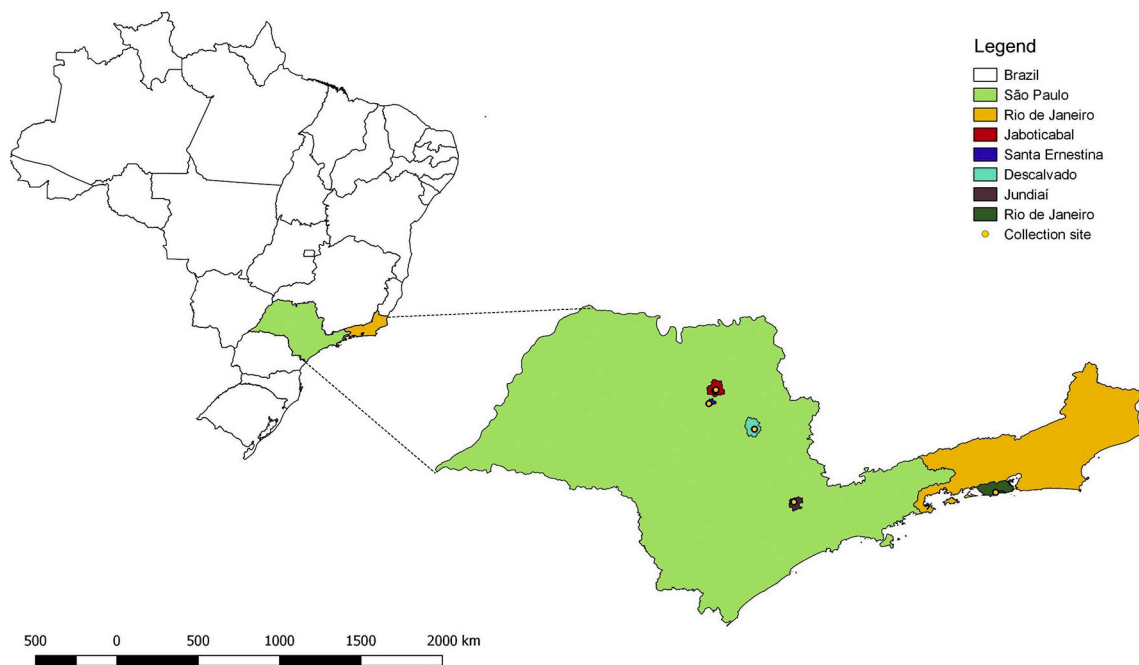 Legend
Brazil
São Paulo
Rio de Janeiro
Jaboticabal
Santa Ernestina
Descalvado
Jundiaí
Rio de Janeiro
Collection site
500 0 500 1000 1500 2000 km